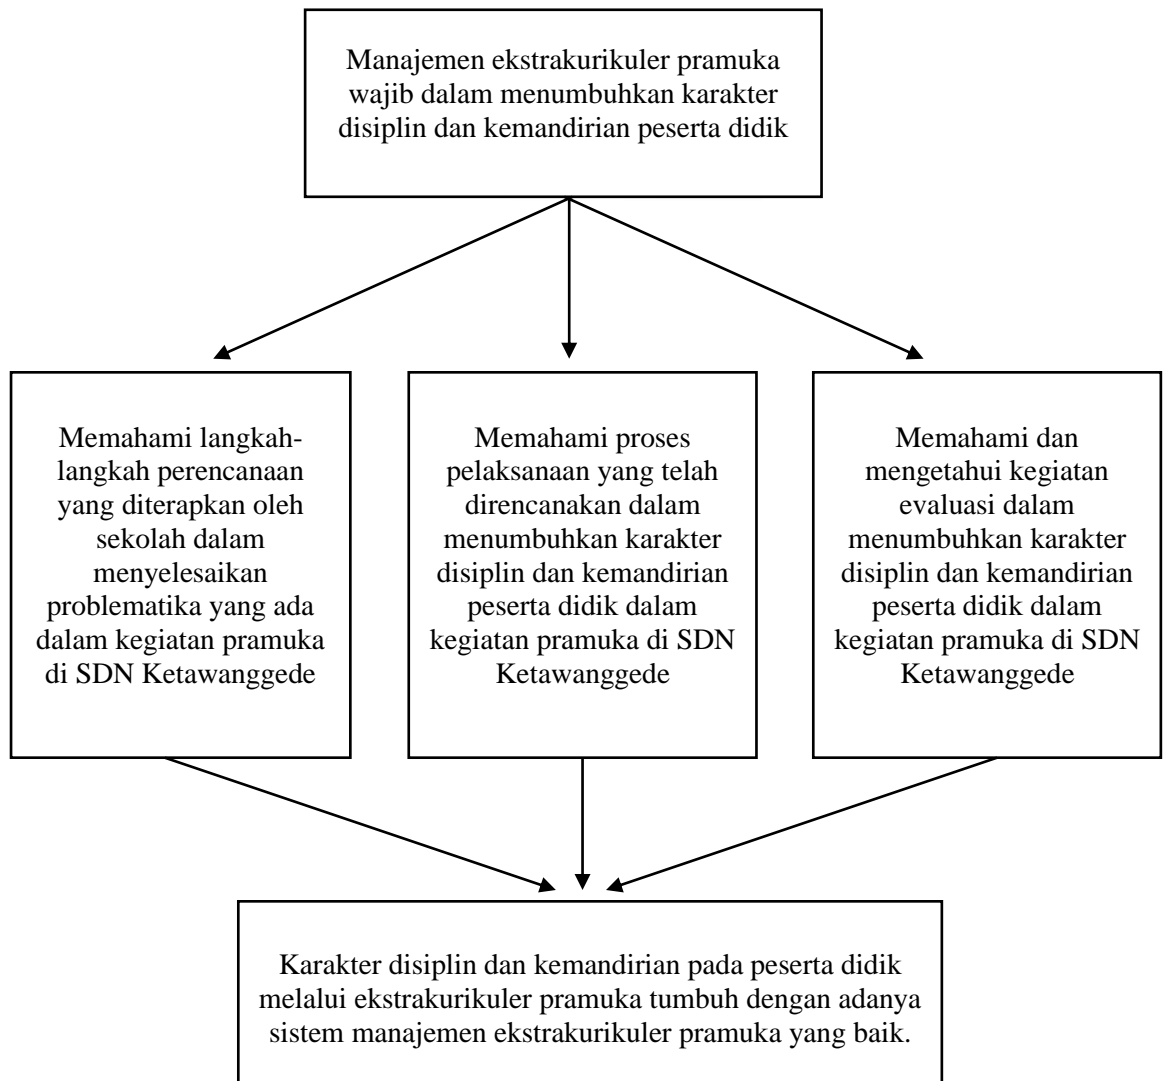 Manajemen ekstrakurikuler pramuka
wajib dalam menumbuhkan karakter
disiplin dan kemandirian peserta didik
Memahami langkah-
langkah perencanaan
yang diterapkan oleh
sekolah dalam
menyelesaikan
problematika yang ada
dalam kegiatan pramuka
di SDN Ketawanggede
Memahami proses
pelaksanaan yang telah
direncanakan dalam
menumbuhkan karakter
disiplin dan kemandirian
peserta didik dalam
kegiatan pramuka di SDN
Ketawanggede
Memahami dan
mengetahui kegiatan
evaluasi dalam
menumbuhkan karakter
disiplin dan kemandirian
peserta didik dalam
kegiatan pramuka di SDN
Ketawanggede
Karakter disiplin dan kemandirian pada peserta didik
melalui ekstrakurikuler pramuka tumbuh dengan adanya
sistem manajemen ekstrakurikuler pramuka yang baik.